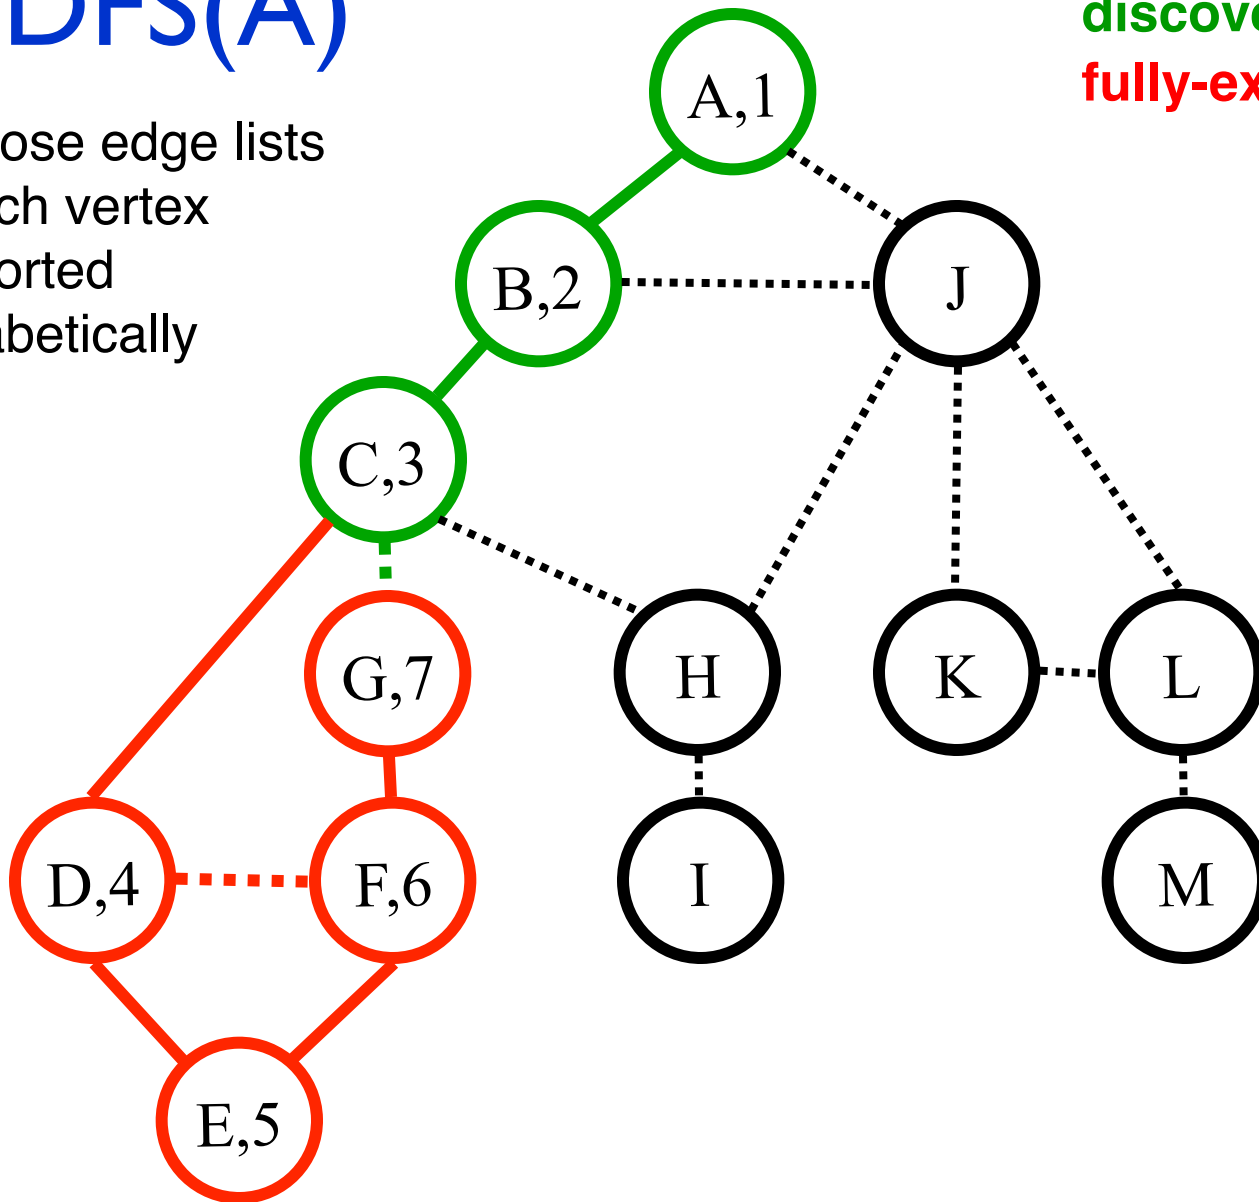 DFS(A)
discove
fully-ex
ose edge lists
ch vertex
orted
abetically
A,1
B,2
J
C,3
G,7
H
K
L
D,4
F,6
I
M
E,5